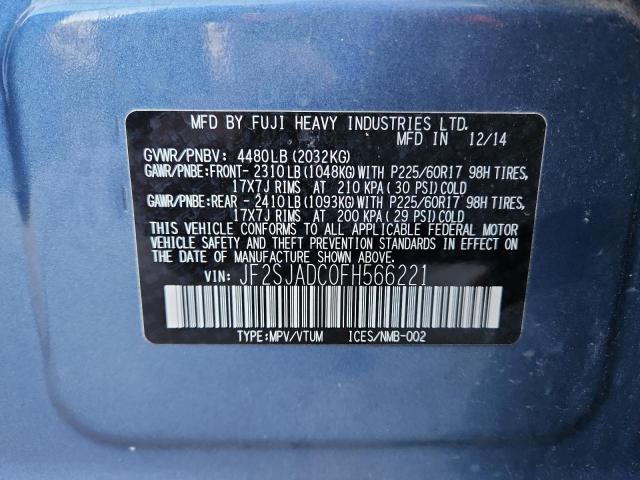 MFD BY FUJI HEAVY INDUSTRIES LTD.
MFD IN 12/14
GVWR/PNBV: 4480LB(2032KG)
GAWR/PNBE:FRONT- 2310LB(1048KG)WITH P225/60R17 98H TIRES,
17X7J RIMS AT 210 KPA(30 PSI)COLD
GAWR/PNBE:REAR - 2410LB(1093KG)WITH P225/60R17 98H TIRES,
17X7J RIMS AT 200 KPA(29 PSI)COLD
THIS VEHICLE CONFORMS TO ALL APPLICABLE FEDERAL MOTOR
VEHICLE SAFETY AND THEFT PREVENTION STANDARDS IN EFFECT ON
THE DATE OF MANUFACTURE SHOWN ABOVE.
VIN: JF2SJADC0FH566221
TYPE:MPV/VTUM ICES/NMB-002